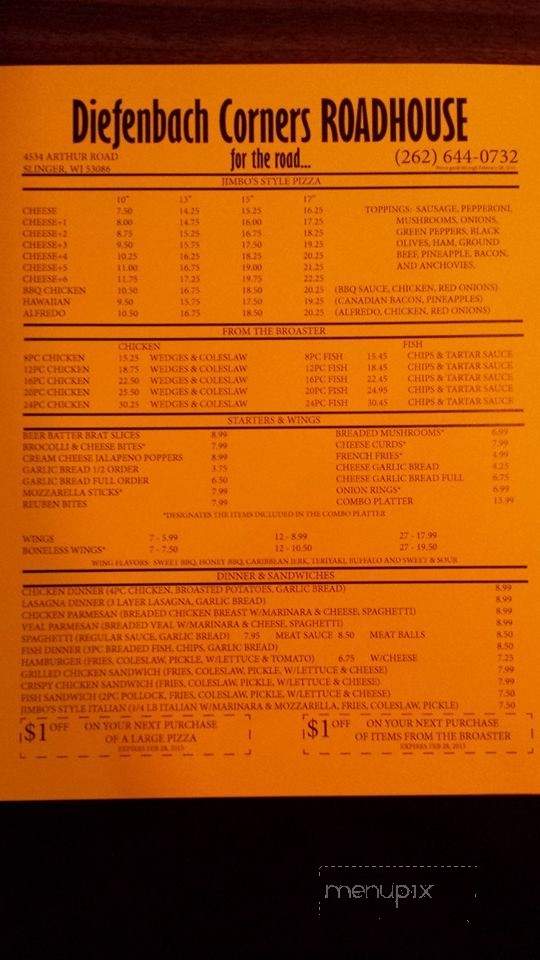 Diefenbach Corners ROADHOUSE
4534 ARTHUR ROAD
SLINGER, WI 53086
for the road...
(262) 644-0732
JIMBO'S STYLE PIZZA
10" 13" 15" 17"
CHEESE 7.50 14.25 15.25 16.25 TOPPINGS: SAUSAGE, PEPPERONI,
CHEESE+1 8.00 14.75 16.00 17.25 MUSHROOMS, ONIONS,
CHEESE+2 8.75 15.25 16.75 18.25 GREEN PEPPERS, BLACK
CHEESE+3 9.50 15.75 17.50 19.25 OLIVES, HAM, GROUND
CHEESE+4 10.25 16.25 18.25 20.25 BEEF, PINEAPPLE, BACON,
CHEESE+5 11.00 16.75 19.00 21.25 AND ANCHOVIES.
CHEESE+6 11.75 17.25 19.75 22.25
BBQ CHICKEN 10.50 16.75 18.50 20.25 (BBQ SAUCE, CHICKEN, RED ONIONS)
HAWAIIAN 9.50 15.75 17.50 19.25 (CANADIAN BACON, PINEAPPLES)
ALFREDO 10.50 16.75 18.50 20.25 (ALFREDO, CHICKEN, RED ONIONS)
FROM THE BROASTER
CHICKEN FISH
8PC CHICKEN 15.25 WEDGES & COLESLAW 8PC FISH 15.45 CHIPS & TARTAR SAUCE
12PC CHICKEN 18.75 WEDGES & COLESLAW 12PC FISH 18.45 CHIPS & TARTAR SAUCE
16PC CHICKEN 22.50 WEDGES & COLESLAW 16PC FISH 22.45 CHIPS & TARTAR SAUCE
20PC CHICKEN 25.50 WEDGES & COLESLAW 20PC FISH 24.95 CHIPS & TARTAR SAUCE
24PC CHICKEN 30.25 WEDGES & COLESLAW 24PC FISH 30.45 CHIPS & TARTAR SAUCE
STARTERS & WINGS
BEER BATTER BRAT SLICES 8.99 BREADED MUSHROOMS* 6.99
BROCOLLI & CHEESE BITES* 7.99 CHEESE CURDS* 7.99
CREAM CHEESE JALAPENO POPPERS 8.99 FRENCH FRIES* 4.99
GARLIC BREAD 1/2 ORDER 3.75 CHEESE GARLIC BREAD 4.25
GARLIC BREAD FULL ORDER 6.50 CHEESE GARLIC BREAD FULL 6.75
MOZZARELLA STICKS* 7.99 ONION RINGS* 6.99
REUBEN BITES 7.99 COMBO PLATTER 13.99
*DESIGNATES THE ITEMS INCLUDED IN THE COMBO PLATTER
WINGS 7 - 5.99 12 - 8.99 27 - 17.99
BONELESS WINGS* 7 - 7.50 12 - 10.50 27 - 19.50
WING FLAVORS: SWEET BBQ, HONEY BBQ, CARIBBEAN JERK, TERIYAKI, BUFFALO AND SWEET & SOUR
DINNER & SANDWICHES
CHICKEN DINNER (4PC CHICKEN, BROASTED POTATOES, GARLIC BREAD) 8.99
LASAGNA DINNER (3 LAYER LASAGNA, GARLIC BREAD) 8.99
CHICKEN PARMESAN (BREADED CHICKEN BREAST W/MARINARA & CHEESE, SPAGHETTI) 8.99
VEAL PARMESAN (BREADED VEAL W/MARINARA & CHEESE, SPAGHETTI) 8.99
SPAGHETTI (REGULAR SAUCE, GARLIC BREAD) 7.95 MEAT SAUCE 8.50 MEAT BALLS 8.50
FISH DINNER (3PC BREADED FISH, CHIPS, GARLIC BREAD) 8.50
HAMBURGER (FRIES, COLESLAW, PICKLE, W/LETTUCE & TOMATO) 6.75 W/CHEESE 7.25
GRILLED CHICKEN SANDWICH (FRIES, COLESLAW, PICKLE, W/LETTUCE & CHEESE) 7.99
CRISPY CHICKEN SANDWICH (FRIES, COLESLAW, PICKLE, W/LETTUCE & CHEESE) 7.99
FISH SANDWICH (2PC POLLOCK, FRIES, COLESLAW, PICKLE, W/LETTUCE & CHEESE) 7.50
JIMBO'S STYLE ITALIAN (1/4 LB ITALIAN W/MARINARA & MOZZARELLA, FRIES, COLESLAW, PICKLE) 7.50
$1 OFF ON YOUR NEXT PURCHASE
OF A LARGE PIZZA
EXPIRES FEB 28, 2015
$1 OFF ON YOUR NEXT PURCHASE
OF ITEMS FROM THE BROASTER
EXPIRES FEB 28, 2015
menupix